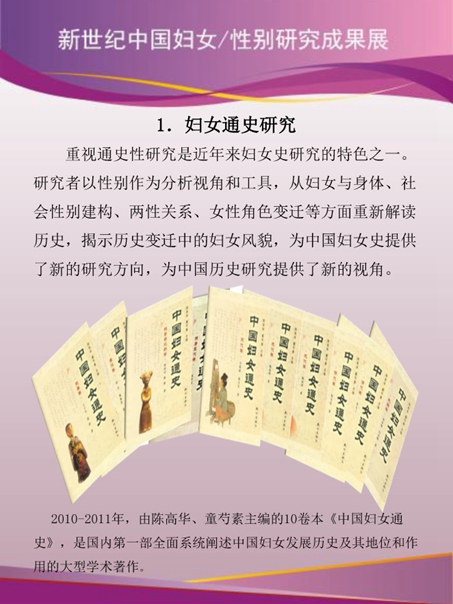 新世纪中国妇女/性别研究成果展
1. 妇女通史研究
重视通史性研究是近年来妇女史研究的特色之一。
研究者以性别作为分析视角和工具，从妇女与身体、社
会性别建构、两性关系、女性角色变迁等方面重新解读
历史，揭示历史变迁中的妇女风貌，为中国妇女史提供
了新的研究方向，为中国历史研究提供了新的视角。
中国妇女通史
中国妇女通史
中国妇女通史
中国妇女通史
中国妇女通史
中国妇女通史
中国妇女通史
中国妇女通史
2010-2011年，由陈高华、童芍素主编的10卷本《中国妇女通
史》，是国内第一部全面系统阐述中国妇女发展历史及其地位和作
用的大型学术著作。